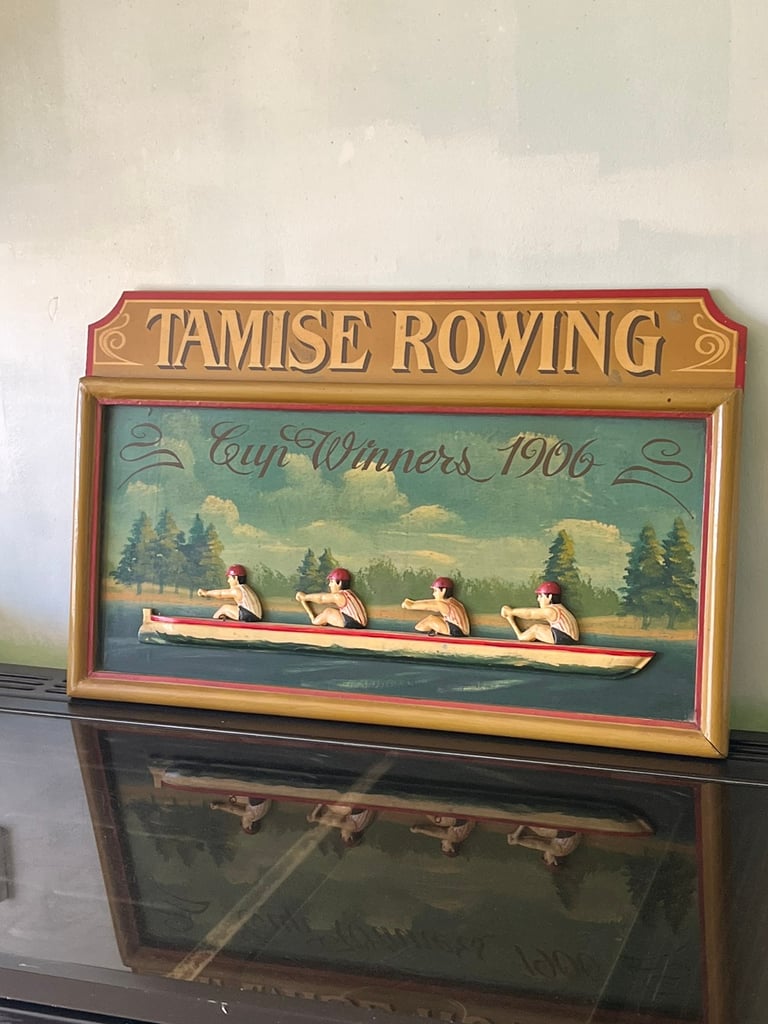 TAMISE ROWING
Cup Winners 1906